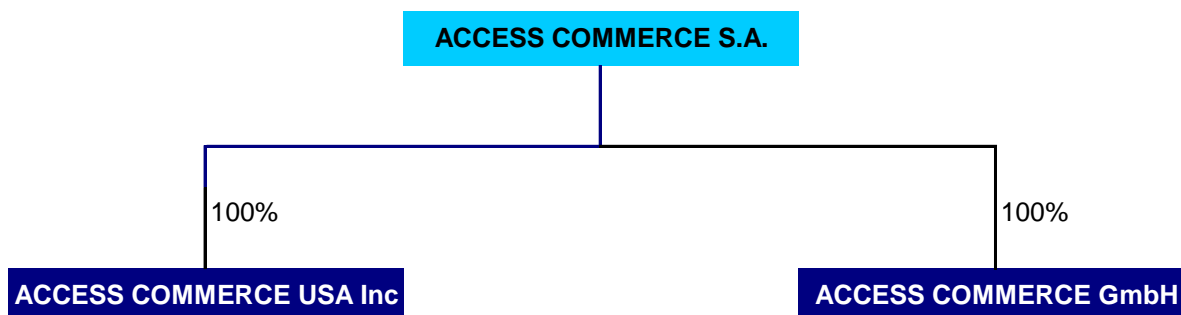 ACCESS COMMERCE S.A.
100%
100%
ACCESS COMMERCE USA Inc
ACCESS COMMERCE GmbH